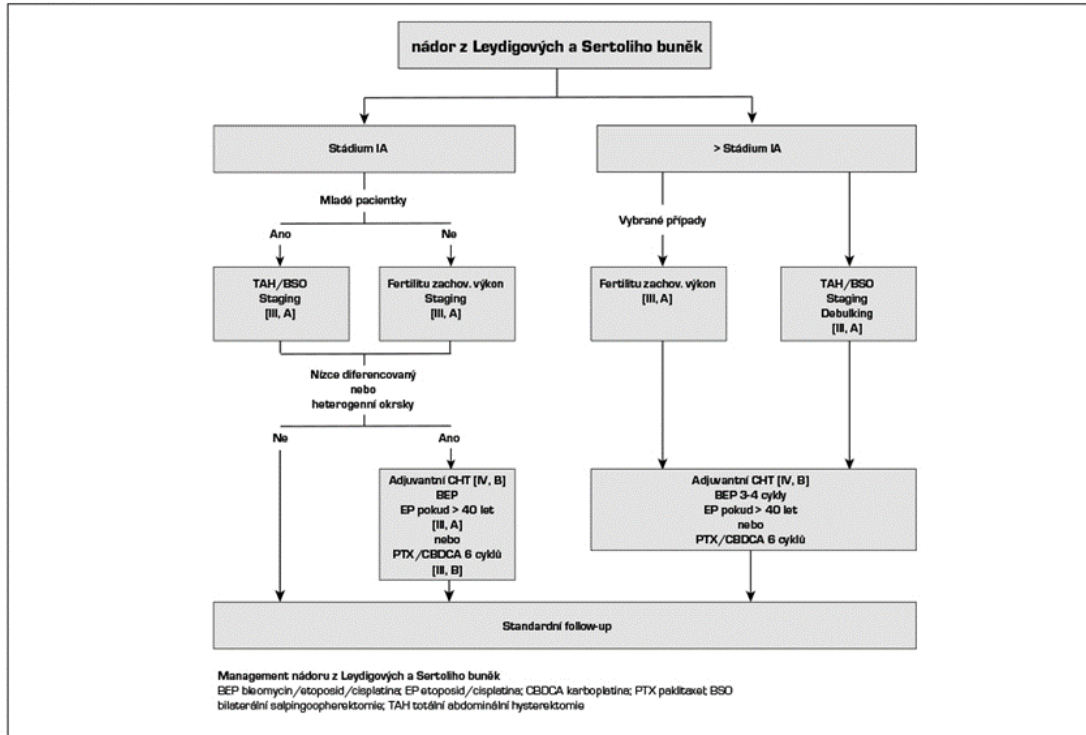 nádor z Leydigových a Sertoliho buněk
Stádium IA
> Stádium IA
Mladé pacientky
Vybrané případy
Ano
Ne
TAH/BSO
Staging
[III, A]
Fertilitu zachov. výkon
Staging
[III, A]
Fertilitu zachov. výkon
[III, A]
TAH/BSO
Staging
Debulking
[III, A]
Nízce diferencovaný
nebo
heterogenní okrsky
Ne
Ano
Adjuvantní CHT [IV, B]
BEP
EP pokud > 40 let
[III, A]
nebo
PTX/CBDCA 6 cyklů
[III, B]
Adjuvantní CHT [IV, B]
BEP 3-4 cykly
EP pokud > 40 let
nebo
PTX/CBDCA 6 cyklů
Standardní follow-up
Management nádoru z Leydigových a Sertoliho buněk
BEP bleomycin/etoposid/cisplatina; EP etoposid/cisplatina; CBDCA karboplatina; PTX paklitaxel; BSO
bilaterální salpingoopherektomie; TAH totální abdominální hysterektomie